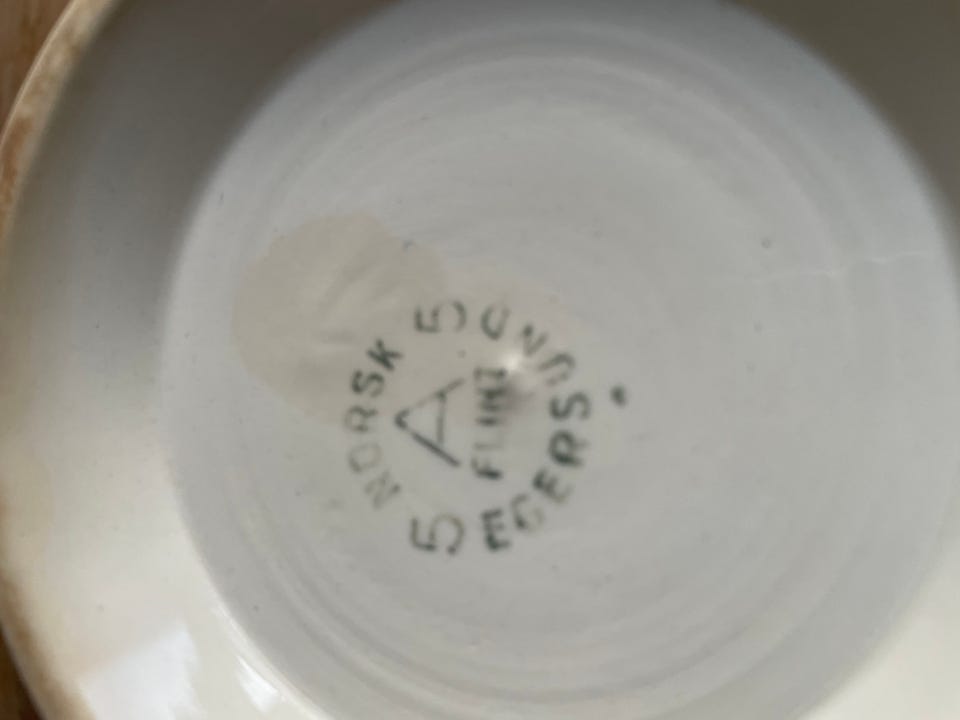 NORSK
5 5
A
FLINT
EGERSUND